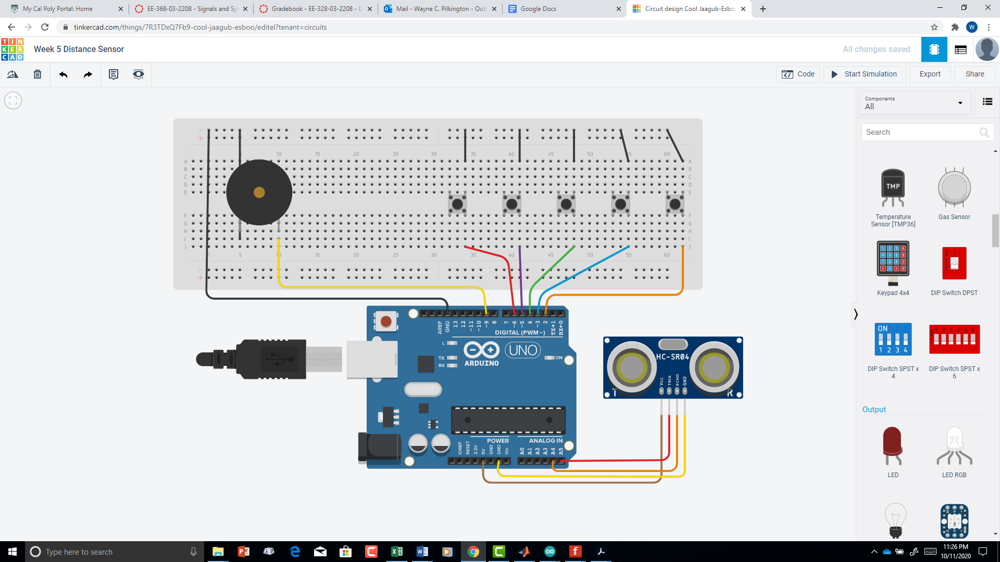 My Cal Poly Portal: Home
EE-368-03-2208 - Signals and Sys
Gradebook - EE-328-03-2208 - D
Mail - Wayne C. Pilkington - Outl
Google Docs
Circuit design Cool Jaagub-Esboo
tinkercad.com/things/7R3TDxQ7Fb9-cool-jaagub-esboo/editel?tenant=circuits
W
TIN
KER
CAD
Week 5 Distance Sensor
All changes saved
Code
Start Simulation
Export
Share
Components
All
Search
10 15 20 25 30 35 40 45 50 55 60
A A
B B
C C
D D
E E
F F
G G
H H
I I
J J
1 5 10 15 20 25 30 35 40 45 50 55 60
TMP
Temperature
Sensor [TMP36]
Gas Sensor
Keypad 4x4
DIP Switch DPST
ON
1 2 3 4
1 2 3 4 5 6
DIP Switch SPST x
4
DIP Switch SPST x
6
Output
LED
LED RGB
AREF
GND
13
12
~11
~10
~9
8
7
~6
~5
4
~3
2
TX→1
RX←0
DIGITAL (PWM~)
L
TX
RX
ARDUINO
UNO
ON
HC-SR04
VCC
TRIG
ECHO
GND
T
R
POWER
ANALOG IN
IOREF
RESET
3.3V
5V
GND
GND
Vin
A0
A1
A2
A3
A4
A5
Type here to search
11:26 PM
10/11/2020